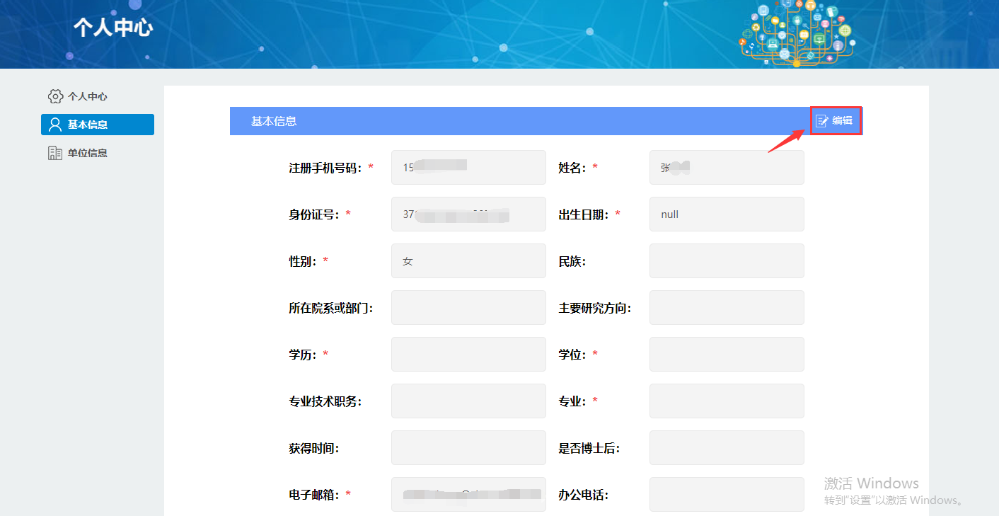 个人中心
个人中心
基本信息
单位信息
基本信息
编辑
注册手机号码: * 15
姓名: * 张
身份证号: * 37
出生日期: * null
性别: * 女
民族:
所在院系或部门:
主要研究方向:
学历: *
学位: *
专业技术职务:
专业: *
获得时间:
是否博士后:
电子邮箱: *
办公电话:
激活 Windows
转到"设置"以激活 Windows。